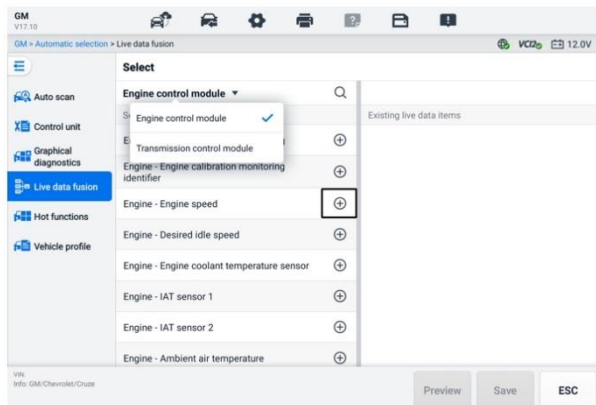 GM
V17.10
GM > Automatic selection > Live data fusion
VCI2
12.0V
Select
Auto scan
Control unit
Graphical
diagnostics
Live data fusion
Hot functions
Vehicle profile
Engine control module
Engine control module
Transmission control module
Engine - Engine calibration monitoring
identifier
Engine - Engine speed
Engine - Desired idle speed
Engine - Engine coolant temperature sensor
Engine - IAT sensor 1
Engine - IAT sensor 2
Engine - Ambient air temperature
Existing live data items
VIN:
Info: GM/Chevrolet/Cruze
Preview
Save
ESC